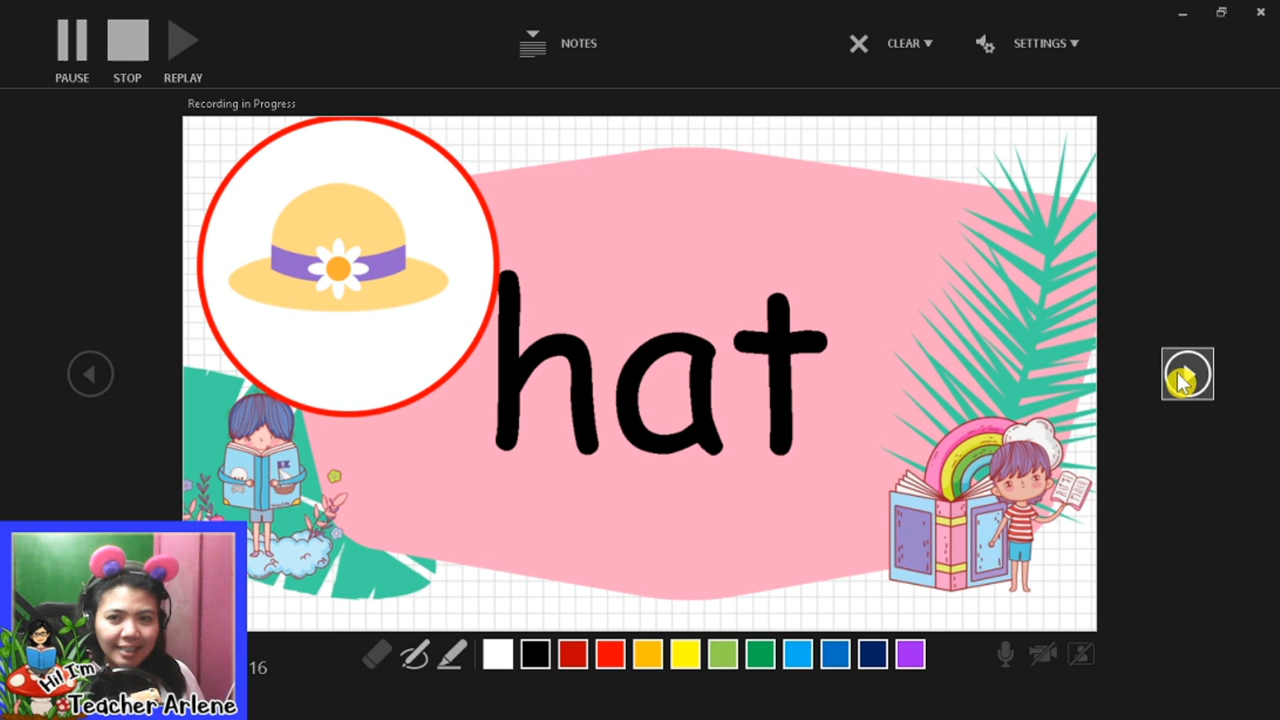 PAUSE STOP REPLAY
NOTES
CLEAR
SETTINGS
Recording in Progress
hat
16
Hi! I'm
Teacher Arlene